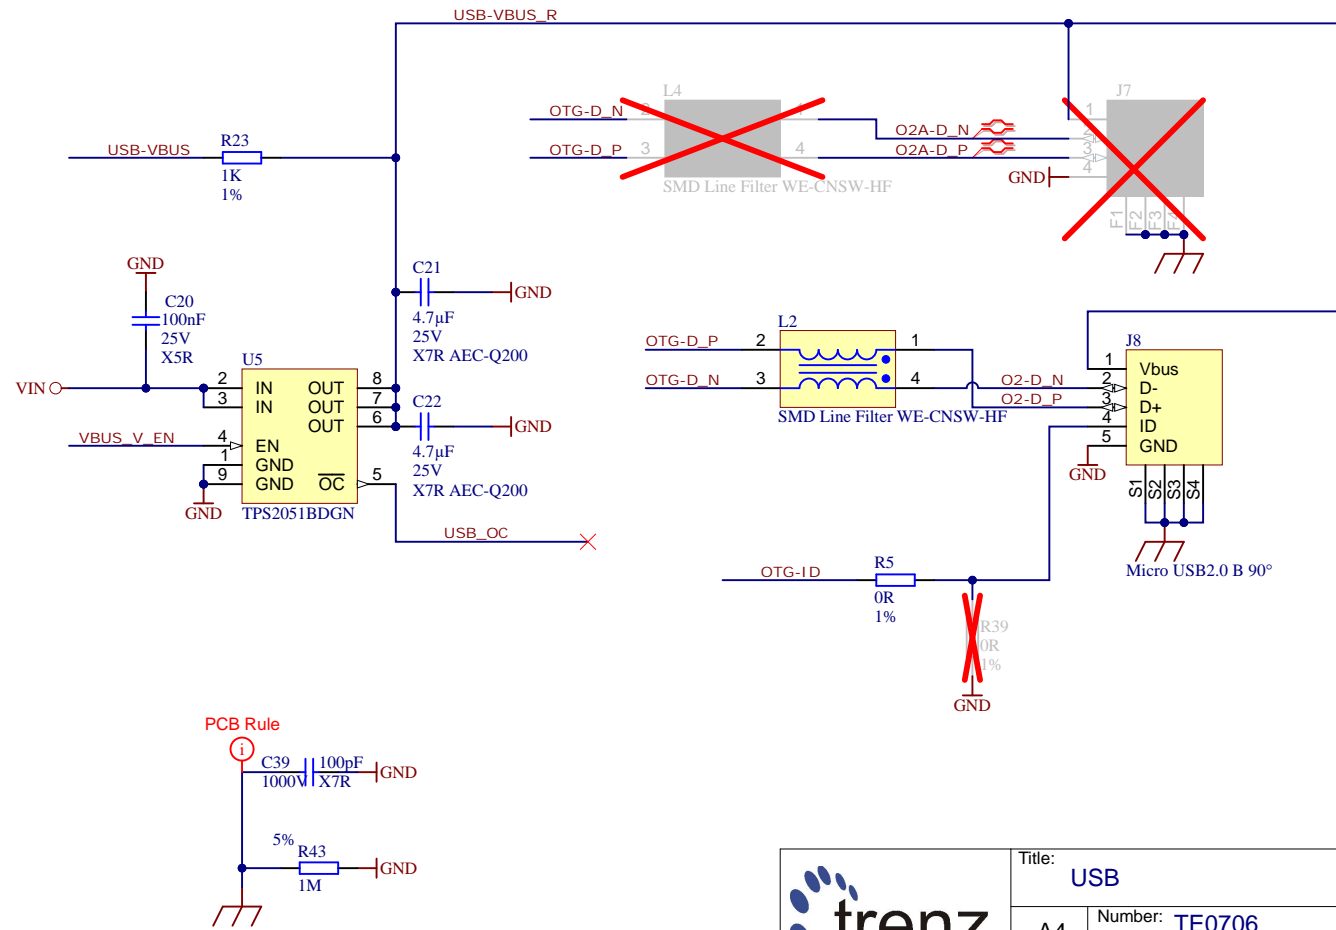 USB-VBUS_R
L4
J7
OTG-D_N
2
1
O2A-D_N
1
2
OTG-D_P
3
4
O2A-D_P
3
GND
4
SMD Line Filter WE-CNSW-HF
F1
F2
F3
F4
R23
USB-VBUS
1K
1%
GND
C20
100nF
25V
X5R
C21
GND
4.7µF
25V
X7R AEC-Q200
U5
VIN
2
IN
OUT
8
3
IN
OUT
7
OUT
6
VBUS_V_EN
4
EN
1
GND
9
GND
OC
5
GND
TPS2051BDGN
C22
GND
4.7µF
25V
X7R AEC-Q200
USB_OC
L2
OTG-D_P
2
1
OTG-D_N
3
4
O2-D_N
O2-D_P
SMD Line Filter WE-CNSW-HF
J8
1
Vbus
2
D-
3
D+
4
ID
5
GND
GND
S1
S2
S3
S4
Micro USB2.0 B 90°
OTG-ID
R5
0R
1%
R39
0R
1%
GND
PCB Rule
i
C39
100pF
GND
1000V
X7R
5%
R43
GND
1M
trenz
Title:
USB
A4
Number: TE0706